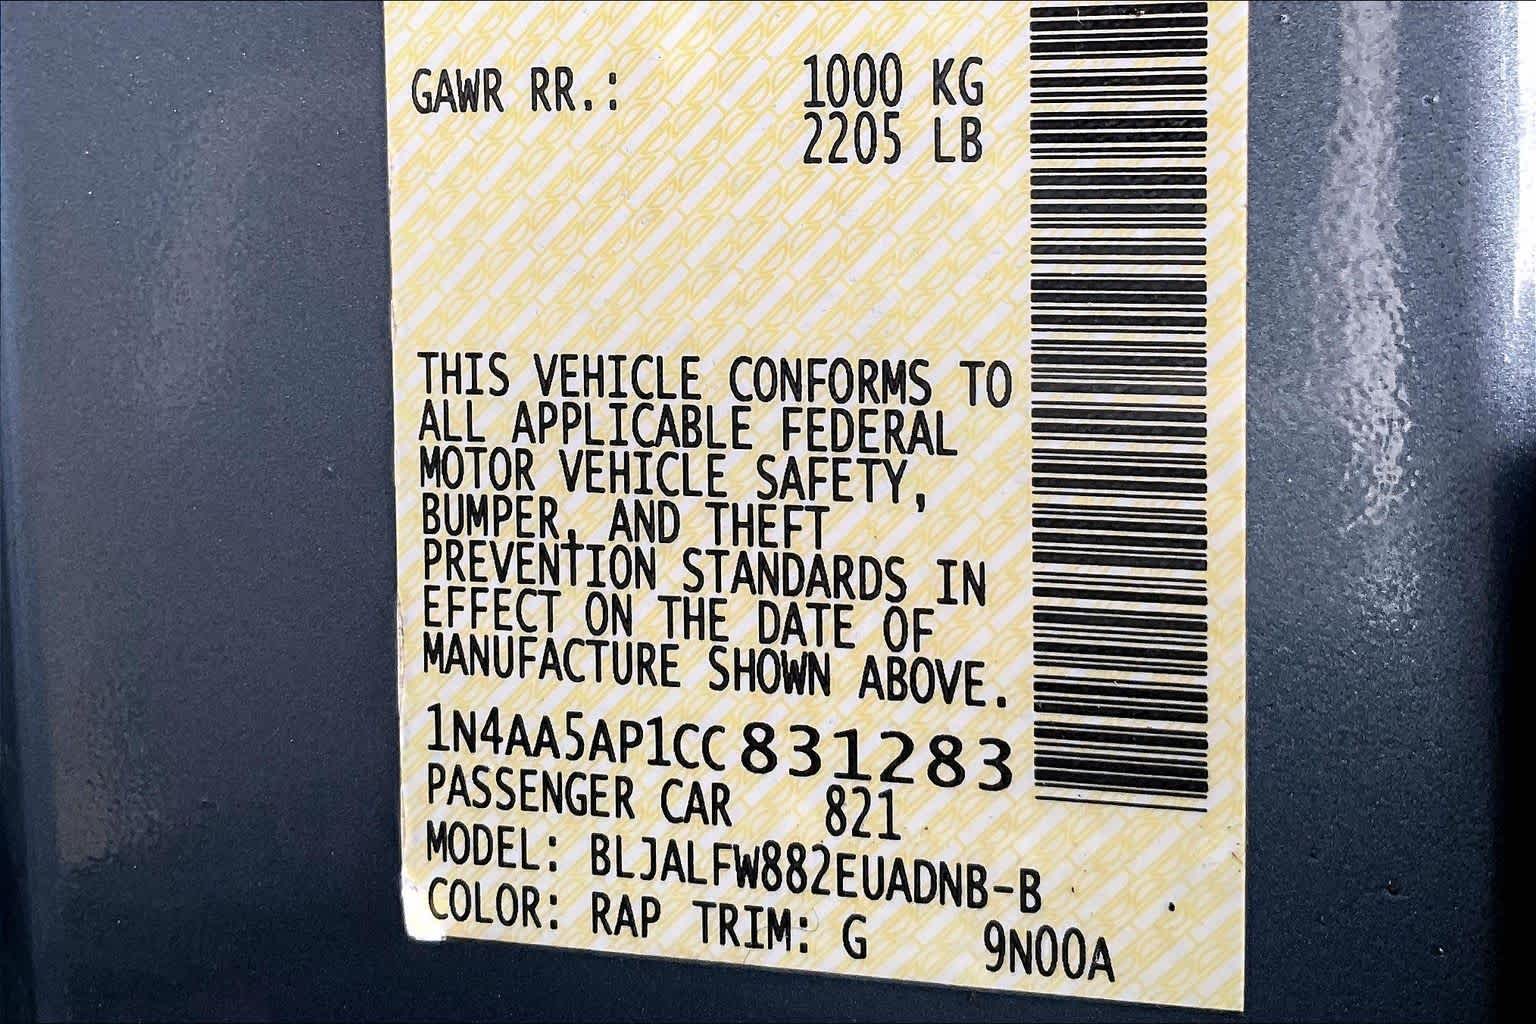 GAWR RR.: 1000 KG
2205 LB
THIS VEHICLE CONFORMS TO
ALL APPLICABLE FEDERAL
MOTOR VEHICLE SAFETY,
BUMPER, AND THEFT
PREVENTION STANDARDS IN
EFFECT ON THE DATE OF
MANUFACTURE SHOWN ABOVE.
1N4AA5AP1CC831283
PASSENGER CAR 821
MODEL: BLJALFW882EUADNB-B
COLOR: RAP TRIM: G 9N00A